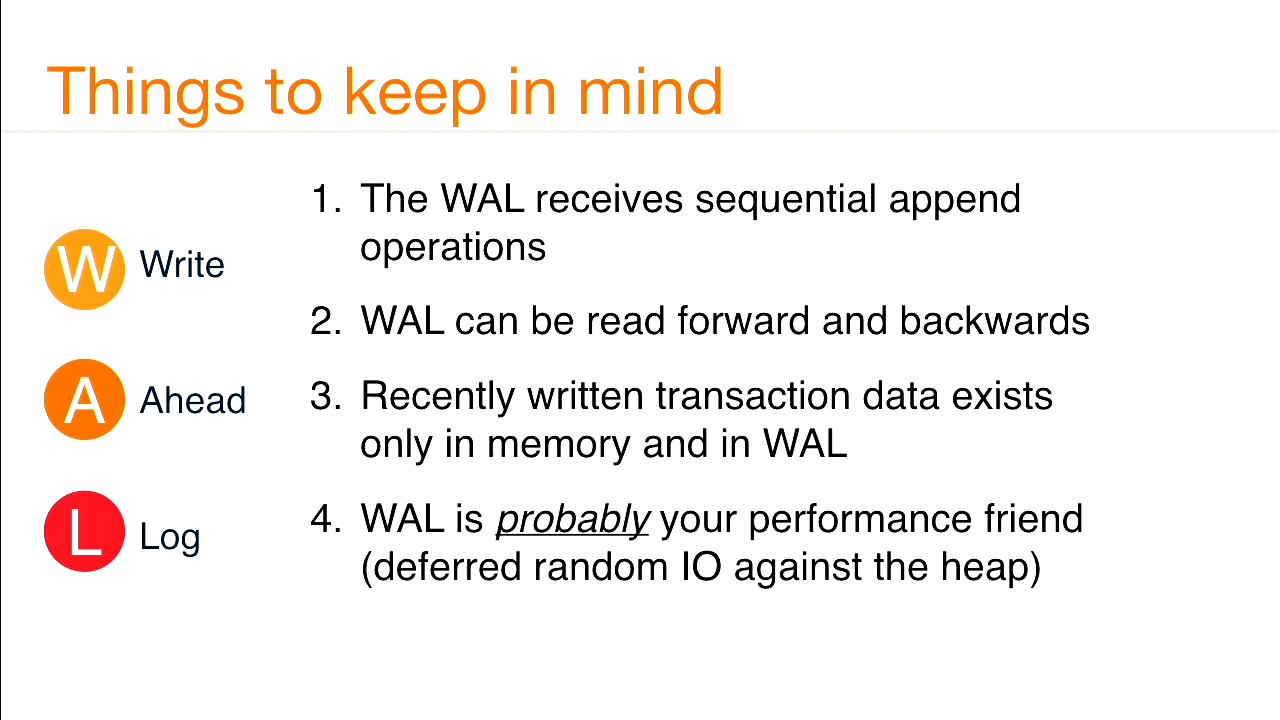 Things to keep in mind
W Write
A Ahead
L Log
1. The WAL receives sequential append
operations
2. WAL can be read forward and backwards
3. Recently written transaction data exists
only in memory and in WAL
4. WAL is probably your performance friend
(deferred random IO against the heap)